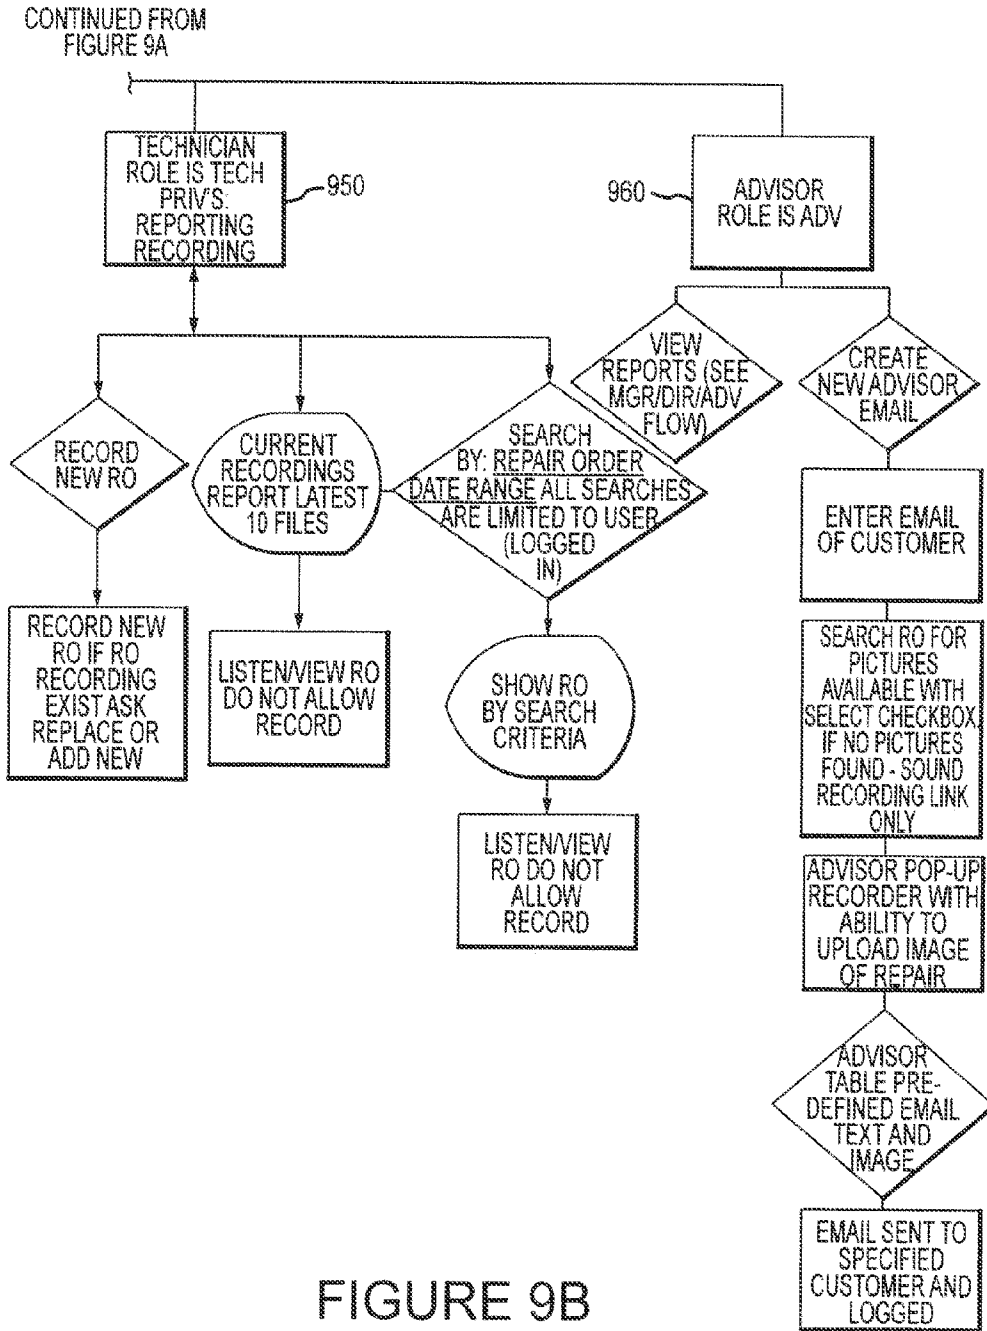 CONTINUED FROM
FIGURE 9A
TECHNICIAN
ROLE IS TECH
PRIV'S:
REPORTING
RECORDING
950
960
ADVISOR
ROLE IS ADV
RECORD
NEW RO
CURRENT
RECORDINGS
REPORT LATEST
10 FILES
SEARCH
BY: REPAIR ORDER
DATE RANGE ALL SEARCHES
ARE LIMITED TO USER
(LOGGED
IN)
VIEW
REPORTS (SEE
MGR/DIR/ADV
FLOW)
CREATE
NEW ADVISOR
EMAIL
RECORD NEW
RO IF RO
RECORDING
EXIST ASK
REPLACE OR
ADD NEW
LISTEN/VIEW RO
DO NOT ALLOW
RECORD
SHOW RO
BY SEARCH
CRITERIA
LISTEN/VIEW
RO DO NOT
ALLOW
RECORD
ENTER EMAIL
OF CUSTOMER
SEARCH RO FOR
PICTURES
AVAILABLE WITH
SELECT CHECKBOX,
IF NO PICTURES
FOUND - SOUND
RECORDING LINK
ONLY
ADVISOR POP-UP
RECORDER WITH
ABILITY TO
UPLOAD IMAGE
OF REPAIR
ADVISOR
TABLE PRE-
DEFINED EMAIL
TEXT AND
IMAGE
EMAIL SENT TO
SPECIFIED
CUSTOMER AND
LOGGED
FIGURE 9B